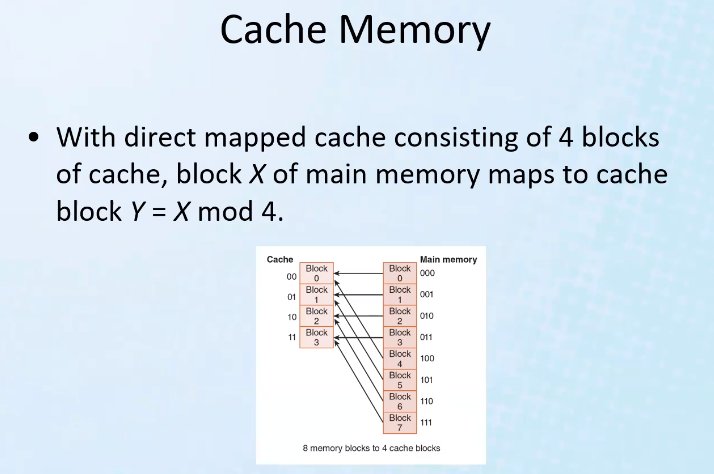 Cache Memory
• With direct mapped cache consisting of 4 blocks
of cache, block X of main memory maps to cache
block Y = X mod 4.
Cache
Main memory
00
Block
0
Block
0
000
01
Block
1
Block
1
001
10
Block
2
Block
2
010
11
Block
3
Block
3
011
Block
4
100
Block
5
101
Block
6
110
Block
7
111
8 memory blocks to 4 cache blocks